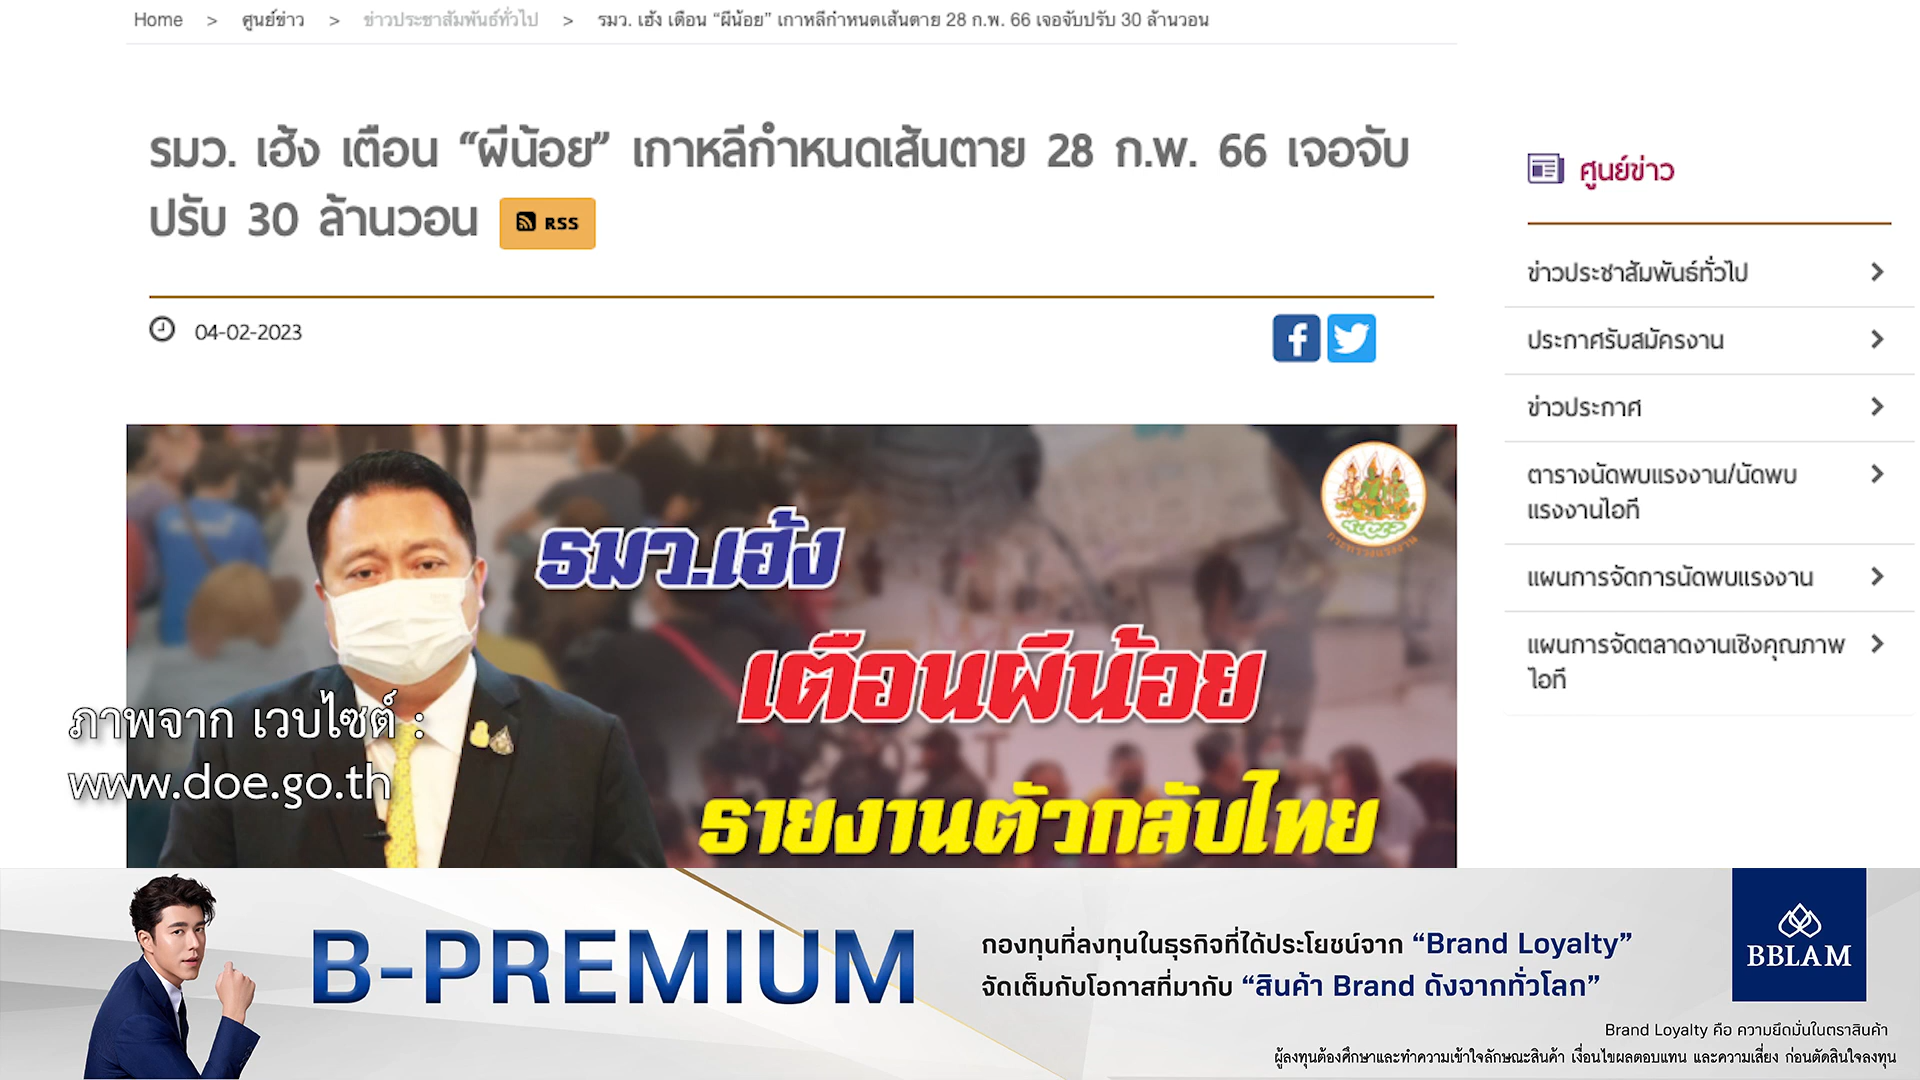 Home > ศูนย์ข่าว > ข่าวประชาสัมพันธ์ทั่วไป > รมว. เฮ้ง เตือน “ผีน้อย” เกาหลีกำหนดเส้นตาย 28 ก.พ. 66 เจอจับปรับ 30 ล้านวอน
รมว. เฮ้ง เตือน “ผีน้อย” เกาหลีกำหนดเส้นตาย 28 ก.พ. 66 เจอจับ
ปรับ 30 ล้านวอน RSS
04-02-2023
ศูนย์ข่าว
ข่าวประชาสัมพันธ์ทั่วไป
ประกาศรับสมัครงาน
ข่าวประกาศ
ตารางนัดพบแรงงาน/นัดพบ
แรงงานไอที
แผนการจัดการนัดพบแรงงาน
แผนการจัดตลาดงานเชิงคุณภาพ
ไอที
รมว.เฮ้ง
เตือนผีน้อย
รายงานตัวกลับไทย
กระทรวงแรงงาน
ภาพจาก เวบไซต์ :
www.doe.go.th
B-PREMIUM
กองทุนที่ลงทุนในธุรกิจที่ได้ประโยชน์จาก “Brand Loyalty”
จัดเต็มกับโอกาสที่มากับ “สินค้า Brand ดังจากทั่วโลก”
BBLAM
Brand Loyalty คือ ความยึดมั่นในตราสินค้า
ผู้ลงทุนต้องศึกษาและทำความเข้าใจลักษณะสินค้า เงื่อนไขผลตอบแทน และความเสี่ยง ก่อนตัดสินใจลงทุน